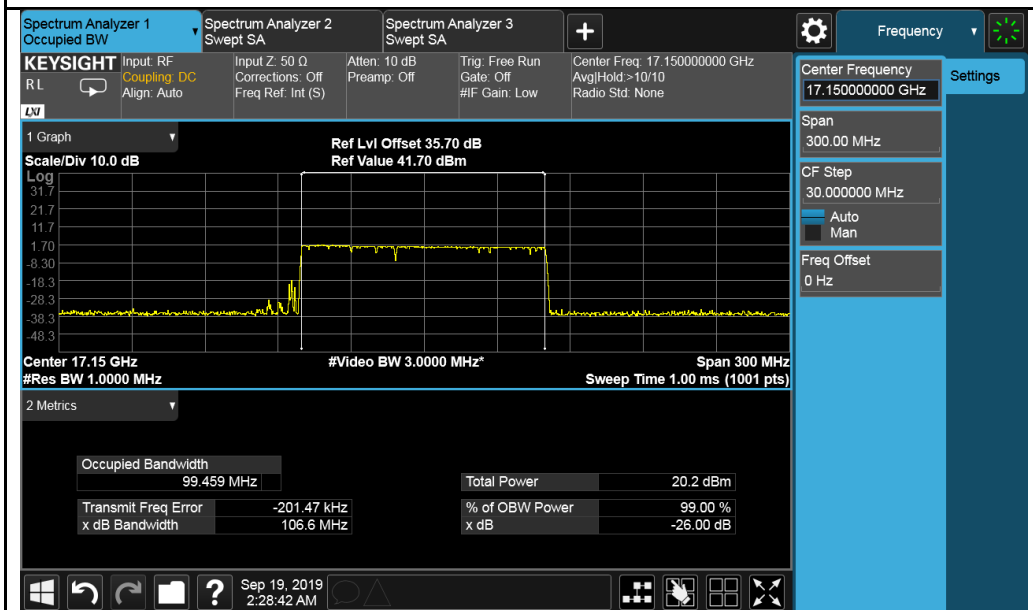 Spectrum Analyzer 1
Occupied BW
Spectrum Analyzer 2
Swept SA
Spectrum Analyzer 3
Swept SA
Frequency
KEYSIGHT
R L
LXI
Input: RF
Coupling: DC
Align: Auto
Input Z: 50 Ω
Corrections: Off
Freq Ref: Int (S)
Atten: 10 dB
Preamp: Off
Trig: Free Run
Gate: Off
#IF Gain: Low
Center Freq: 17.150000000 GHz
Avg|Hold:>10/10
Radio Std: None
Center Frequency
17.150000000 GHz
Settings
Span
300.00 MHz
CF Step
30.000000 MHz
Auto
Man
Freq Offset
0 Hz
1 Graph
Scale/Div 10.0 dB
Ref Lvl Offset 35.70 dB
Ref Value 41.70 dBm
Log
31.7
21.7
11.7
1.70
-8.30
-18.3
-28.3
-38.3
-48.3
Center 17.15 GHz
#Res BW 1.0000 MHz
#Video BW 3.0000 MHz*
Span 300 MHz
Sweep Time 1.00 ms (1001 pts)
2 Metrics
Occupied Bandwidth
99.459 MHz
Transmit Freq Error -201.47 kHz
x dB Bandwidth 106.6 MHz
Total Power 20.2 dBm
% of OBW Power 99.00 %
x dB -26.00 dB
?
Sep 19, 2019
2:28:42 AM